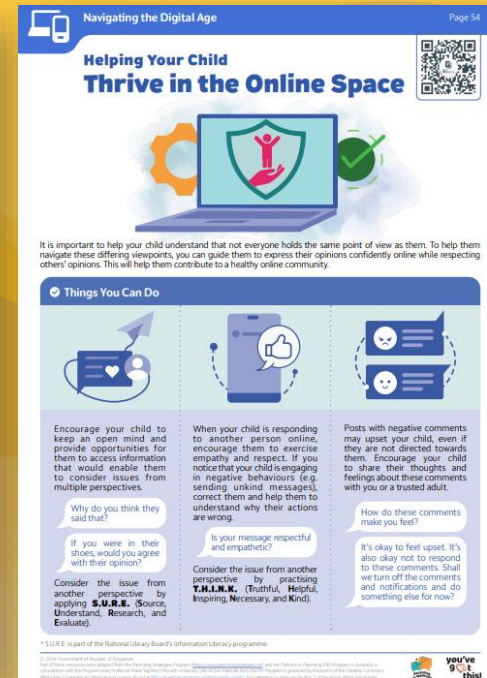 Navigating the Digital Age
Page 54
Helping Your Child
Thrive in the Online Space
It is important to help your child understand that not everyone holds the same point of view as them. To help them
navigate these differing viewpoints, you can guide them to express their opinions confidently online while respecting
others' opinions. This will help them contribute to a healthy online community.
Things You Can Do
Encourage your child to
keep an open mind and
provide opportunities for
them to access information
that would enable them
to consider issues from
multiple perspectives.
Why do you think they
said that?
If you were in their
shoes, would you agree
with their opinion?
Consider the issue from
another perspective by
applying S.U.R.E. (Source,
Understand, Research, and
Evaluate).
When your child is responding
to another person online,
encourage them to exercise
empathy and respect. If you
notice that your child is engaging
in negative behaviours (e.g.
sending unkind messages),
correct them and help them to
understand why their actions
are wrong.
Is your message respectful
and empathetic?
Consider the issue from another
perspective by practising
T.H.I.N.K. (Truthful, Helpful,
Inspiring, Necessary, and Kind).
Posts with negative comments
may upset your child, even if
they are not directed towards
them. Encourage your child
to share their thoughts and
feelings about these comments
with you or a trusted adult.
How do these comments
make you feel?
It's okay to feel upset. It's
also okay not to respond
to these comments. Shall
we turn off the comments
and notifications and do
something else for now?
* S.U.R.E. is part of the National Library Board's Information Literacy programme
you've
got
this!